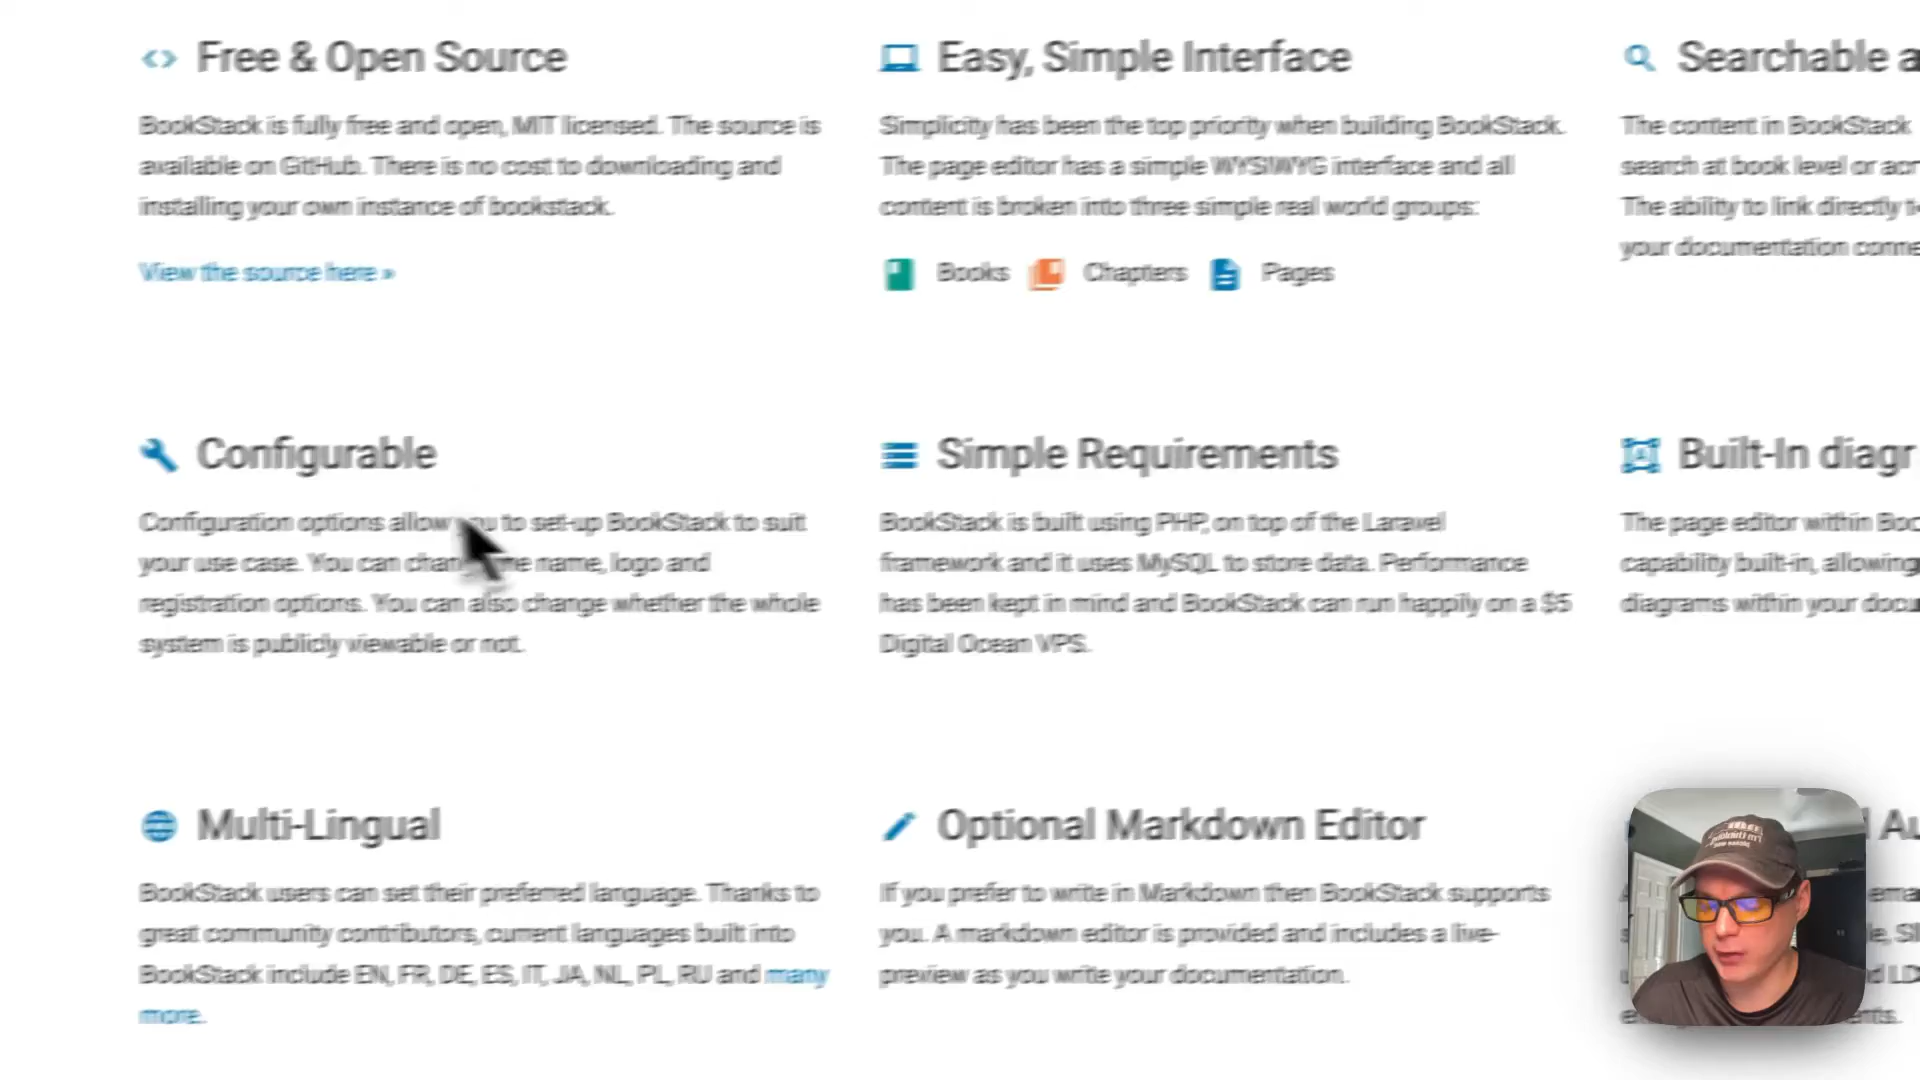 Free & Open Source
BookStack is fully free and open, MIT licensed. The source is
available on GitHub. There is no cost to downloading and
installing your own instance of bookstack.
View the source here »
Easy, Simple Interface
Simplicity has been the top priority when building BookStack.
The page editor has a simple WYSIWYG interface and all
content is broken into three simple real world groups:
Books Chapters Pages
Searchable
The content in BookStack
search at book level or
The ability to link directly
your documentation
Configurable
Configuration options allow you to set-up BookStack to suit
your use case. You can name, logo and
registration options. You can also change whether the whole
system is publicly viewable or not.
Simple Requirements
BookStack is built using PHP, on top of the Laravel
framework and it uses MySQL to store data. Performance
has been kept in mind and BookStack can run happily on a $5
Digital Ocean VPS.
Built-In diagr
The page editor within Boo
capability built-in, allowing
diagrams within your docu
Multi-Lingual
BookStack users can set their preferred language. Thanks to
great community contributors, current languages built into
BookStack include EN, FR, DE, ES, IT, JA, NL, PL, RU and many
more.
Optional Markdown Editor
If you prefer to write in Markdown then BookStack supports
you. A markdown editor is provided and includes a live-
preview as you write your documentation.